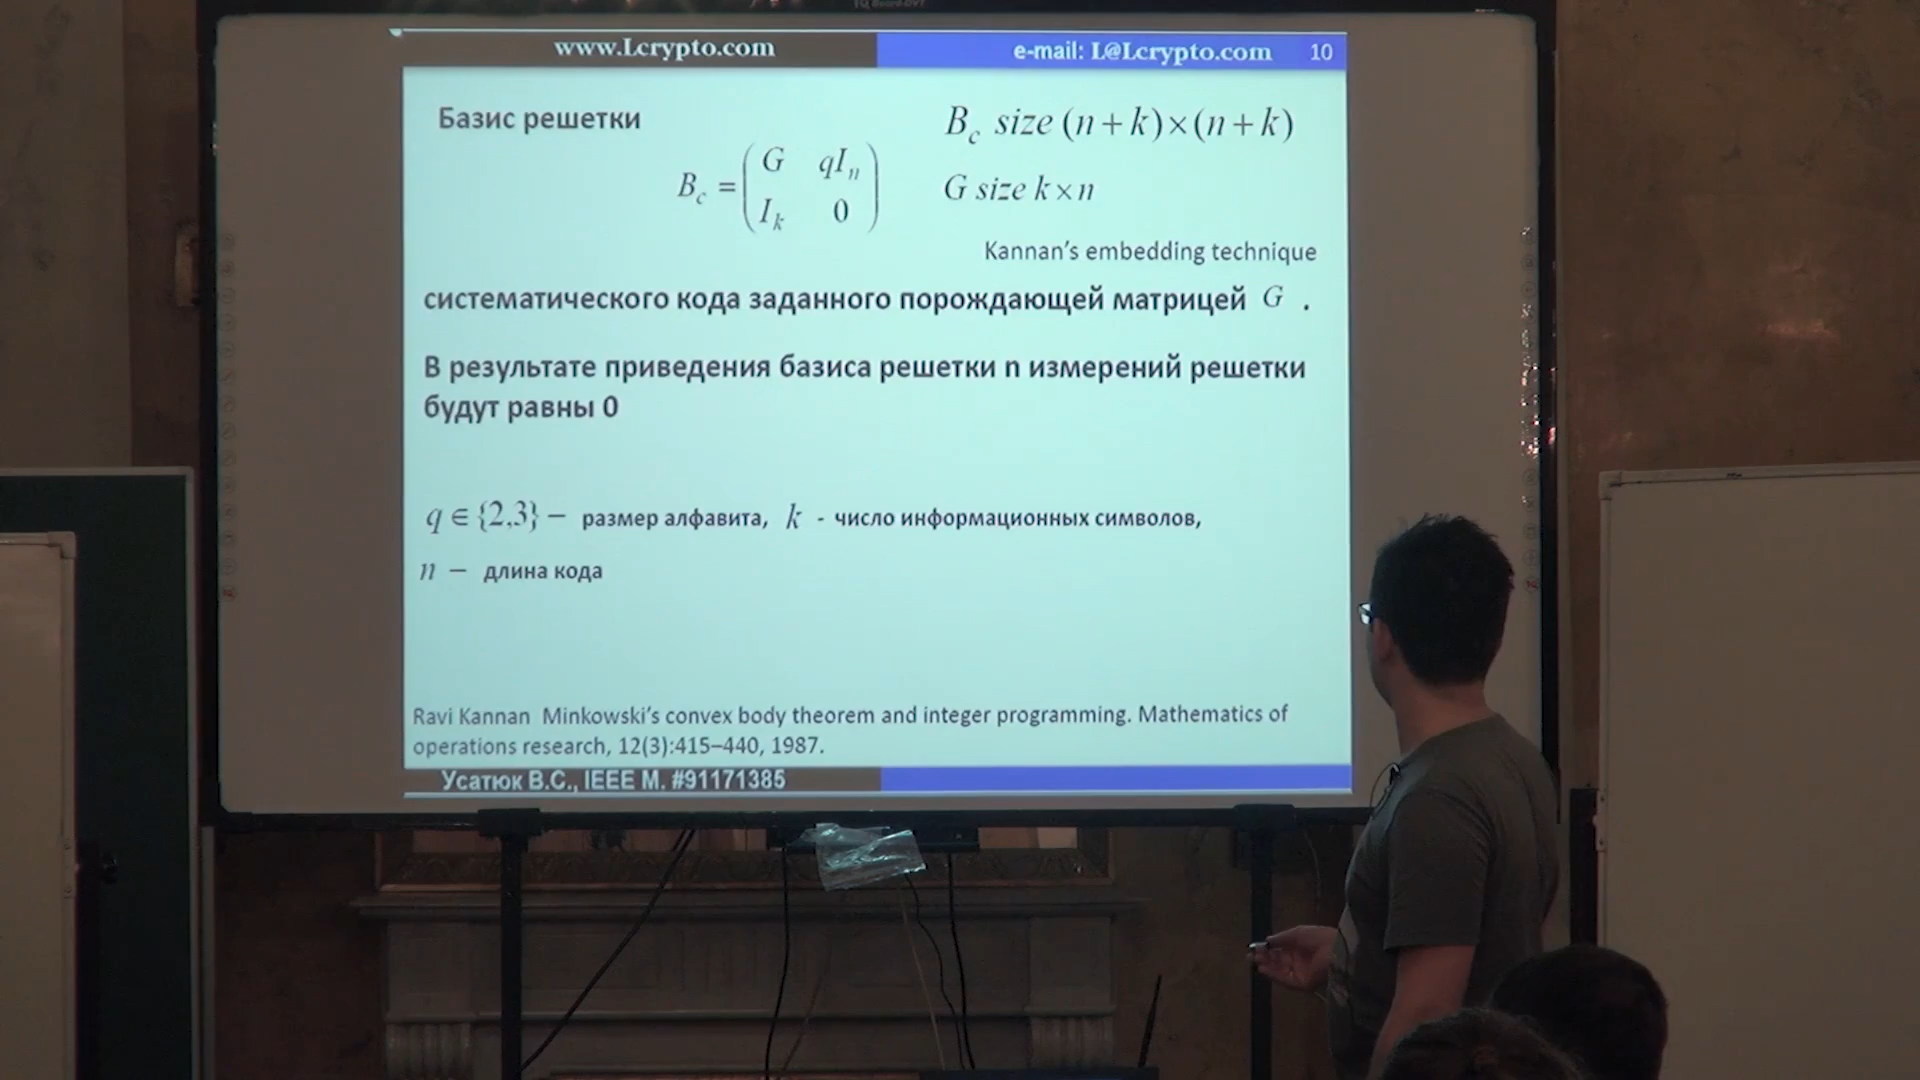 www.Lcrypto.com
e-mail: L@Lcrypto.com 10
Базис решетки
B_c = ( G qI_n
I_k 0 )
B_c size (n+k)×(n+k)
G size k×n
Kannan's embedding technique
систематического кода заданного порождающей матрицей G .
В результате приведения базиса решетки n измерений решетки
будут равны 0
q ∈ {2,3} – размер алфавита, k - число информационных символов,
n – длина кода
Ravi Kannan Minkowski's convex body theorem and integer programming. Mathematics of
operations research, 12(3):415–440, 1987.
Усатюк В.С., IEEE M. #91171385